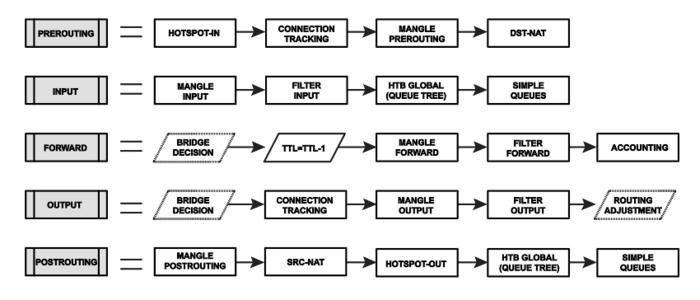 PREROUTING
HOTSPOT-IN
CONNECTION
TRACKING
MANGLE
PREROUTING
DST-NAT
INPUT
MANGLE
INPUT
FILTER
INPUT
HTB GLOBAL
(QUEUE TREE)
SIMPLE
QUEUES
FORWARD
BRIDGE
DECISION
TTL=TTL-1
MANGLE
FORWARD
FILTER
FORWARD
ACCOUNTING
OUTPUT
BRIDGE
DECISION
CONNECTION
TRACKING
MANGLE
OUTPUT
FILTER
OUTPUT
ROUTING
ADJUSTMENT
POSTROUTING
MANGLE
POSTROUTING
SRC-NAT
HOTSPOT-OUT
HTB GLOBAL
(QUEUE TREE)
SIMPLE
QUEUES